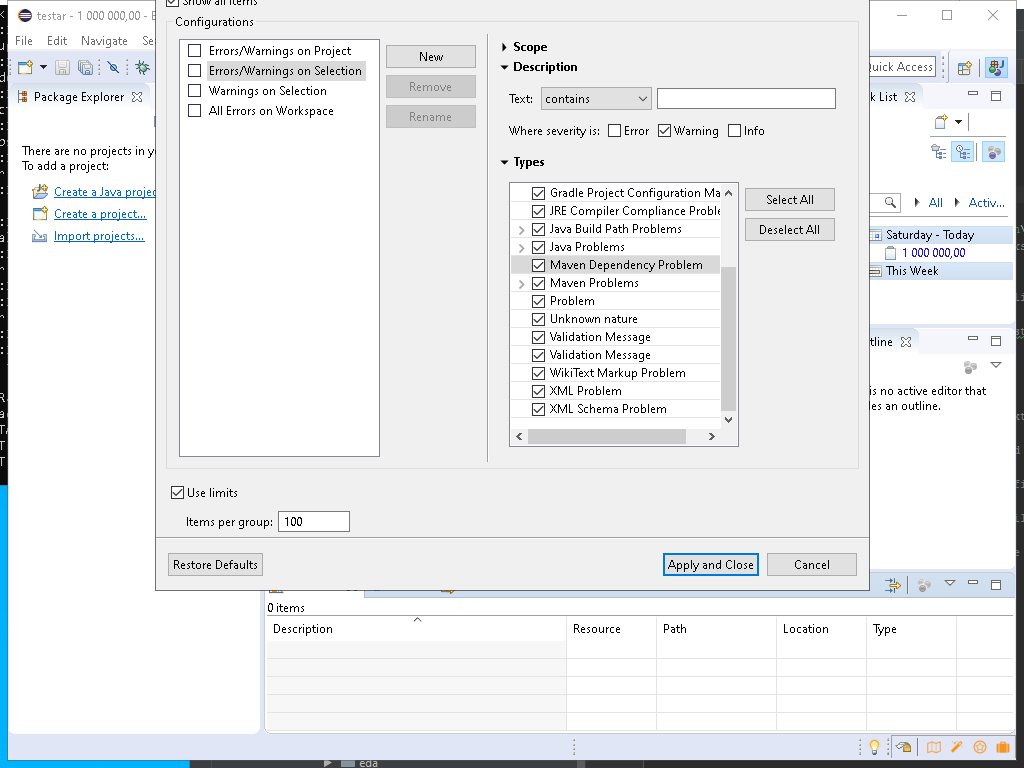 testar - 1 000 000,00 - E
Show all items
File Edit Navigate Se
Configurations
Errors/Warnings on Project
Errors/Warnings on Selection
Warnings on Selection
All Errors on Workspace
New
Remove
Rename
Scope
Description
Text: contains
Where severity is: Error Warning Info
Types
Gradle Project Configuration Ma
JRE Compiler Compliance Proble
Java Build Path Problems
Java Problems
Maven Dependency Problem
Maven Problems
Problem
Unknown nature
Validation Message
Validation Message
WikiText Markup Problem
XML Problem
XML Schema Problem
Select All
Deselect All
Use limits
Items per group: 100
Restore Defaults
Apply and Close
Cancel
Package Explorer
There are no projects in y
To add a project:
Create a Java projec
Create a project...
Import projects...
Quick Access
k List
All
Activ...
Saturday - Today
1 000 000,00
This Week
tline
is no active editor that
es an outline.
0 items
Description Resource Path Location Type
eda